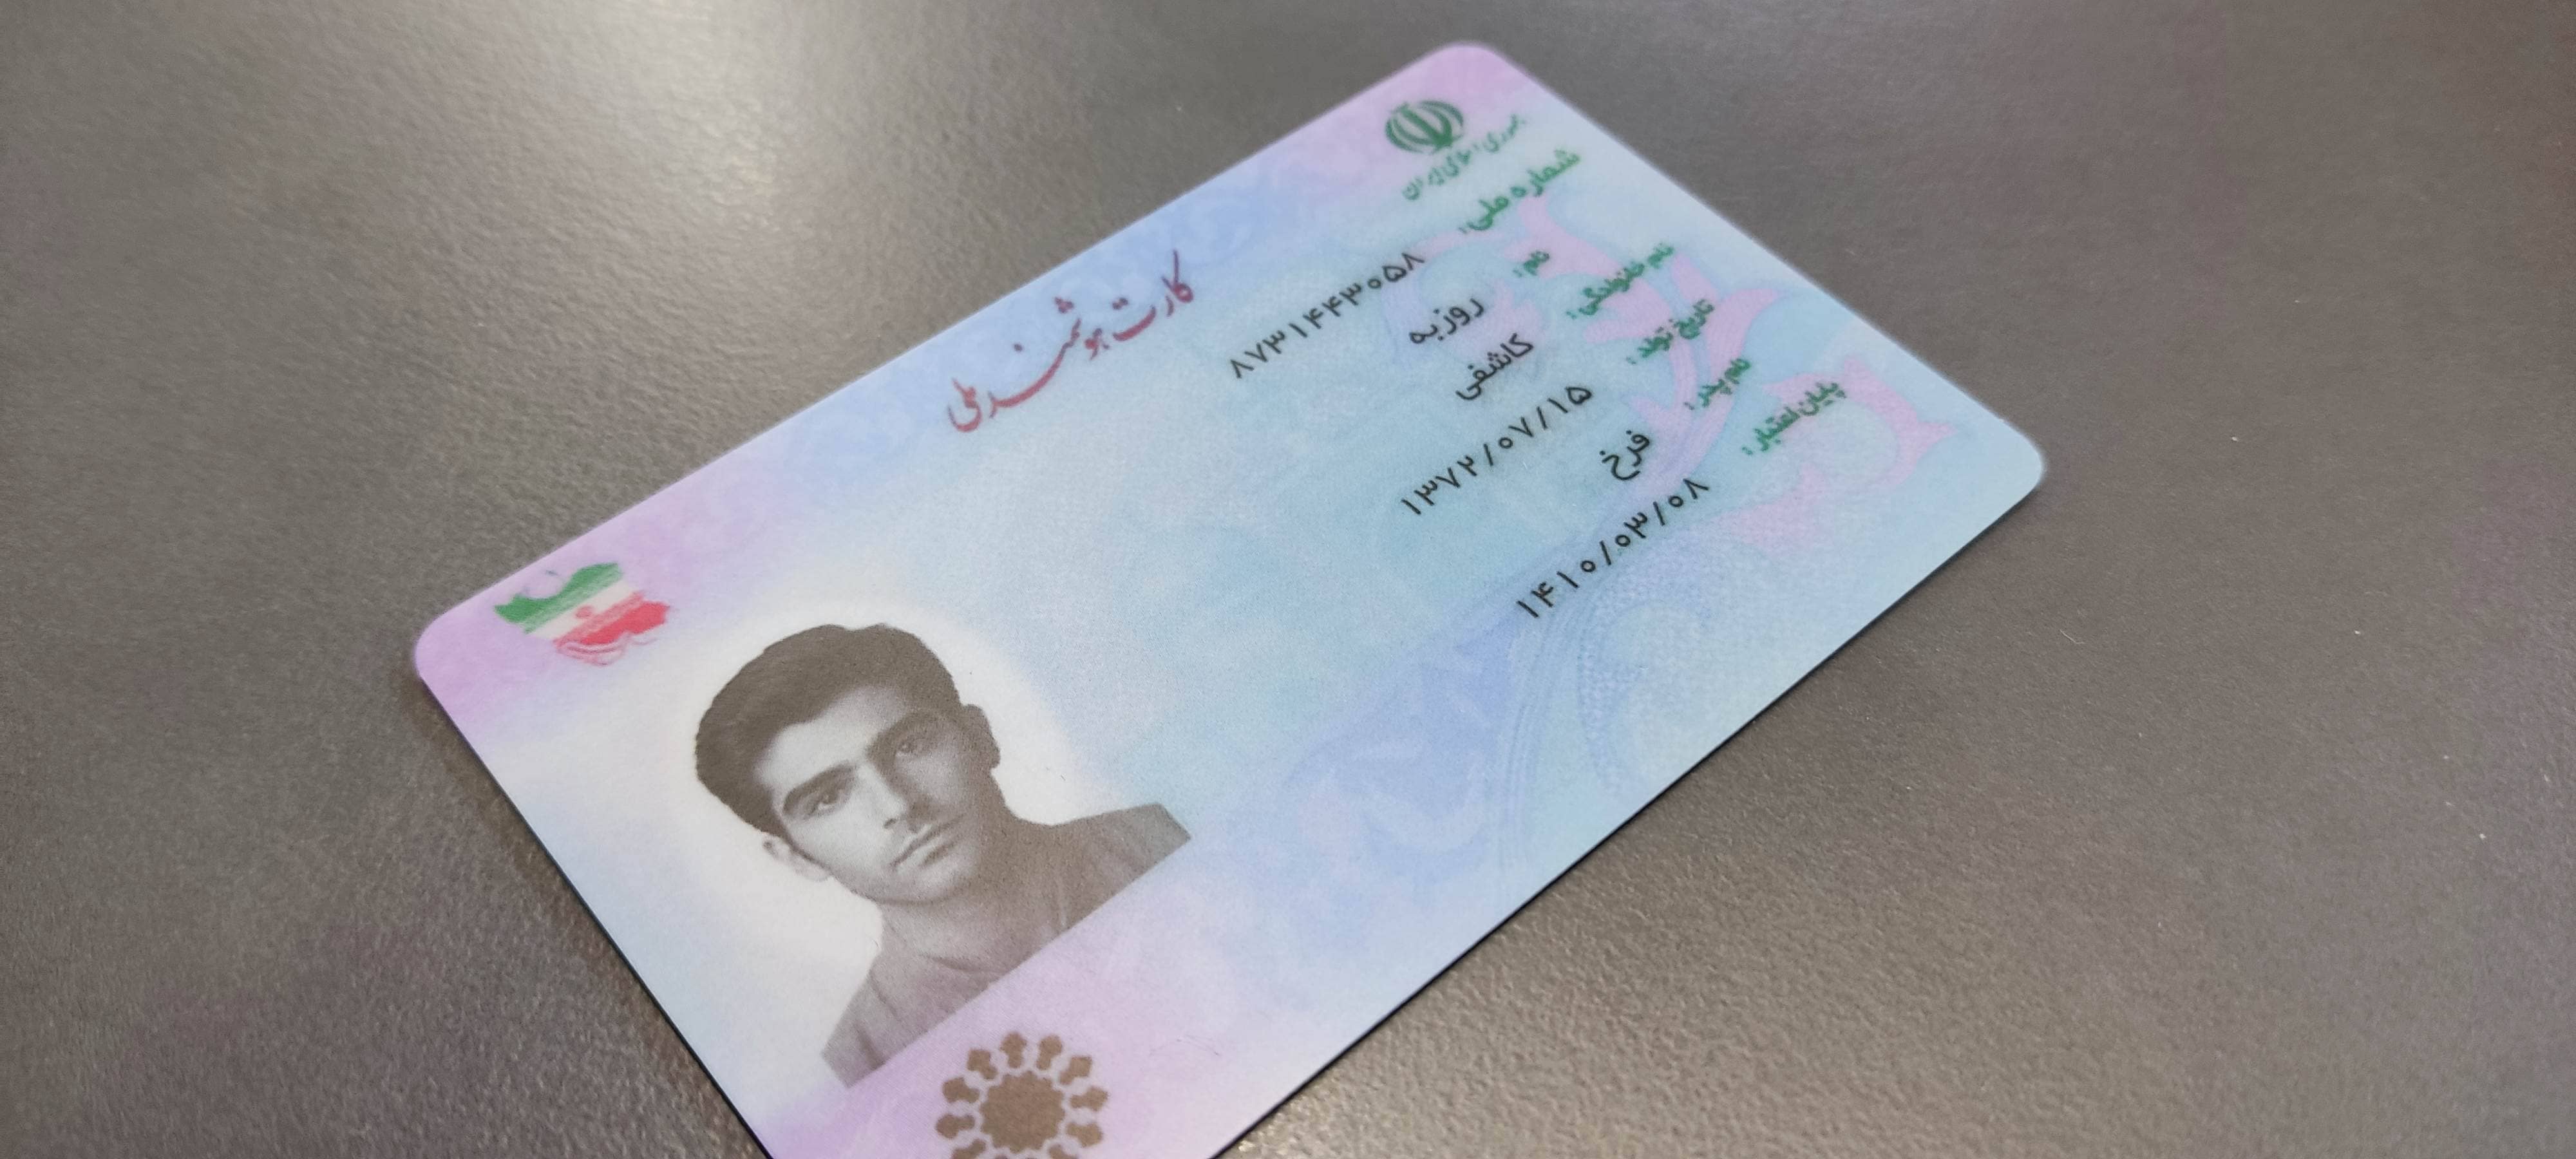 جمهوری اسلامی ایران
کارت هوشمند ملی
شماره ملی: ۸۷۳۱۴۴۳۰۵۸
نام: روزبه
نام خانوادگی: کاشفی
تاریخ تولد: ۱۳۷۲/۰۷/۱۵
نام پدر: فرخ
پایان اعتبار: ۱۴۱۰/۰۳/۰۸